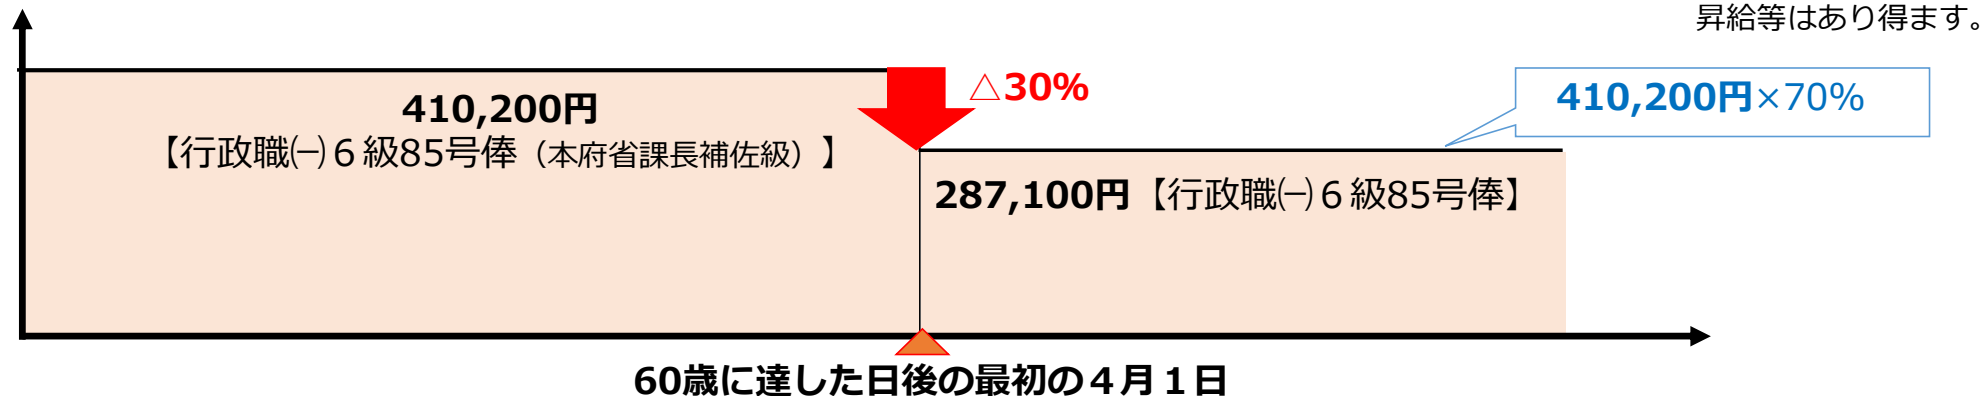 昇給等はあり得ます。
410,200円
【行政職㈠６級85号俸（本府省課長補佐級）】
△30%
410,200円×70%
287,100円【行政職㈠６級85号俸】
60歳に達した日後の最初の４月１日